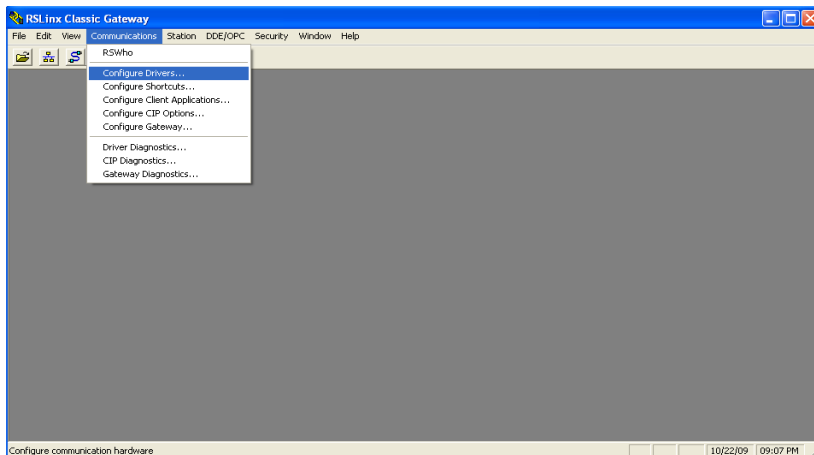 RSLinx Classic Gateway
File Edit View Communications Station DDE/OPC Security Window Help
RSWho
Configure Drivers...
Configure Shortcuts...
Configure Client Applications...
Configure CIP Options...
Configure Gateway...
Driver Diagnostics...
CIP Diagnostics...
Gateway Diagnostics...
Configure communication hardware 10/22/09 09:07 PM